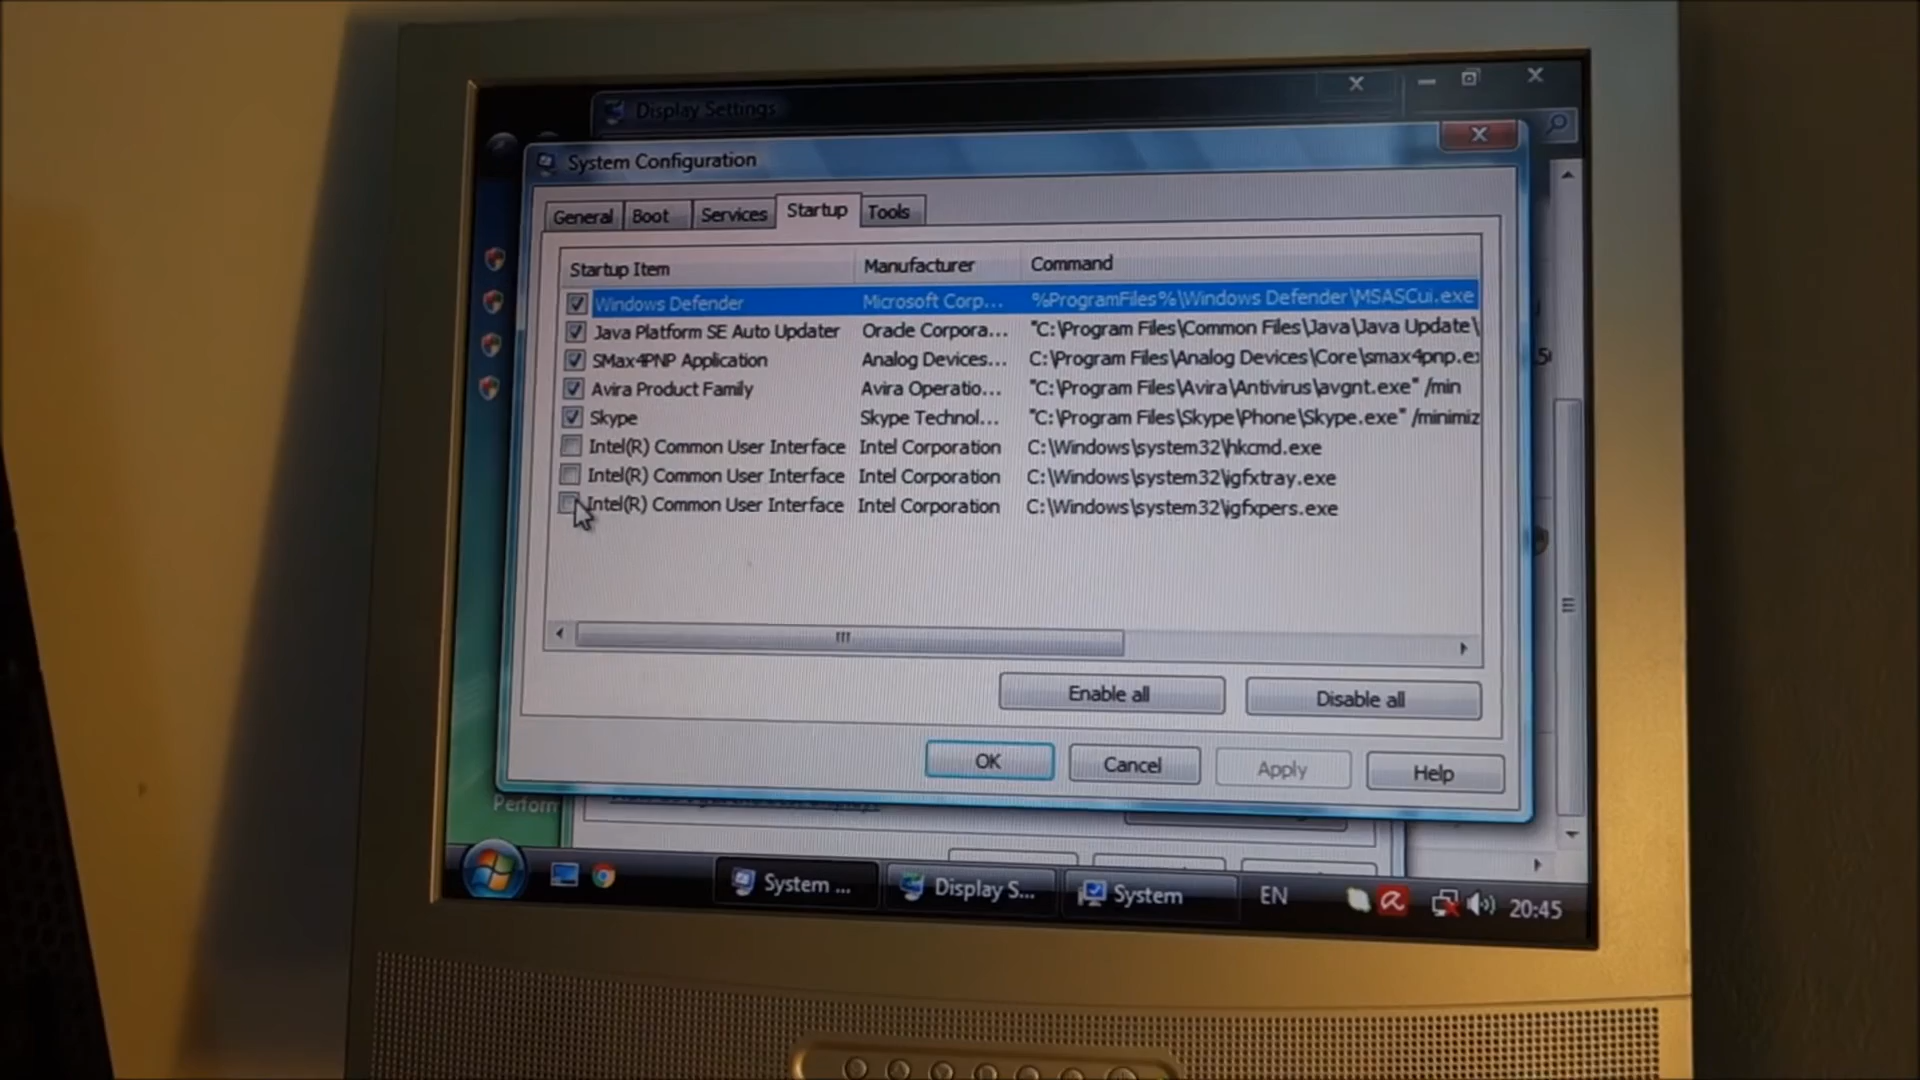 Display Settings
System Configuration
General Boot Services Startup Tools
Startup Item Manufacturer Command
Windows Defender Microsoft Corp... %ProgramFiles%\Windows Defender\MSASCui.exe
Java Platform SE Auto Updater Oracle Corpora... "C:\Program Files\Common Files\Java\Java Update\
SMax4PNP Application Analog Devices... C:\Program Files\Analog Devices\Core\smax4pnp.e
Avira Product Family Avira Operatio... "C:\Program Files\Avira\Antivirus\avgnt.exe" /min
Skype Skype Technol... "C:\Program Files\Skype\Phone\Skype.exe" /minimiz
Intel(R) Common User Interface Intel Corporation C:\Windows\system32\hkcmd.exe
Intel(R) Common User Interface Intel Corporation C:\Windows\system32\igfxtray.exe
Intel(R) Common User Interface Intel Corporation C:\Windows\system32\igfxpers.exe
Enable all Disable all
OK Cancel Apply Help
Perform
System ... Display S... System EN 20:45